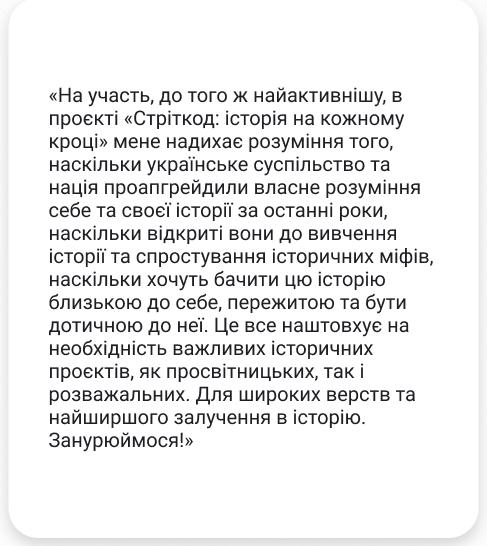 «На участь, до того ж найактивнішу, в
проєкті «Стріткод: історія на кожному
кроці» мене надихає розуміння того,
наскільки українське суспільство та
нація проапгрейдили власне розуміння
себе та своєї історії за останні роки,
наскільки відкриті вони до вивчення
історії та спростування історичних міфів,
наскільки хочуть бачити цю історію
близькою до себе, пережитою та бути
дотичною до неї. Це все наштовхує на
необхідність важливих історичних
проєктів, як просвітницьких, так і
розважальних. Для широких верств та
найширшого залучення в історію.
Занурюймося!»